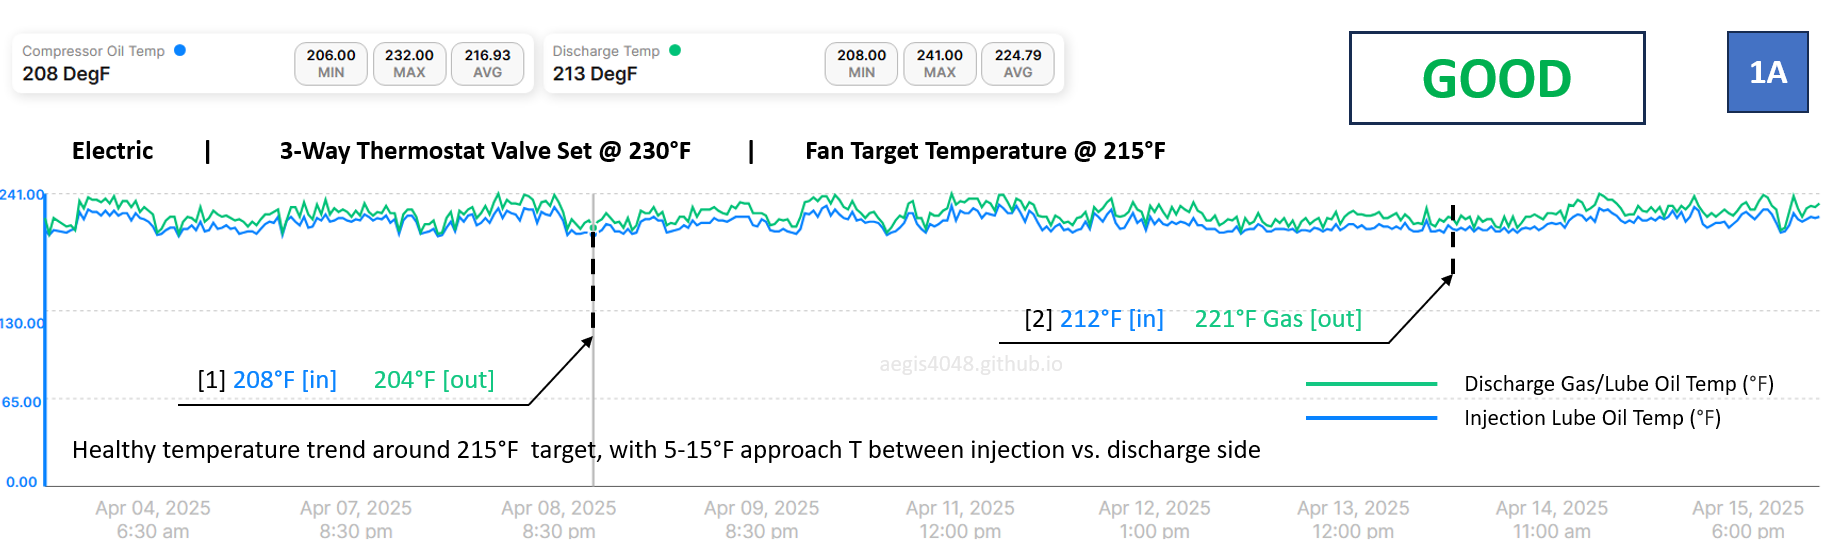 Compressor Oil Temp
208 DegF
206.00 MIN
232.00 MAX
216.93 AVG
Discharge Temp
213 DegF
208.00 MIN
241.00 MAX
224.79 AVG
GOOD
1A
Electric | 3-Way Thermostat Valve Set @ 230°F | Fan Target Temperature @ 215°F
241.00
130.00
65.00
0.00
[1] 208°F [in] 204°F [out]
[2] 212°F [in] 221°F Gas [out]
aegis4048.github.io
Discharge Gas/Lube Oil Temp (°F)
Injection Lube Oil Temp (°F)
Healthy temperature trend around 215°F target, with 5-15°F approach T between injection vs. discharge side
Apr 04, 2025 6:30 am
Apr 07, 2025 8:30 pm
Apr 08, 2025 8:30 pm
Apr 09, 2025 8:30 pm
Apr 11, 2025 12:00 pm
Apr 12, 2025 1:00 pm
Apr 13, 2025 12:00 pm
Apr 14, 2025 11:00 am
Apr 15, 2025 6:00 pm